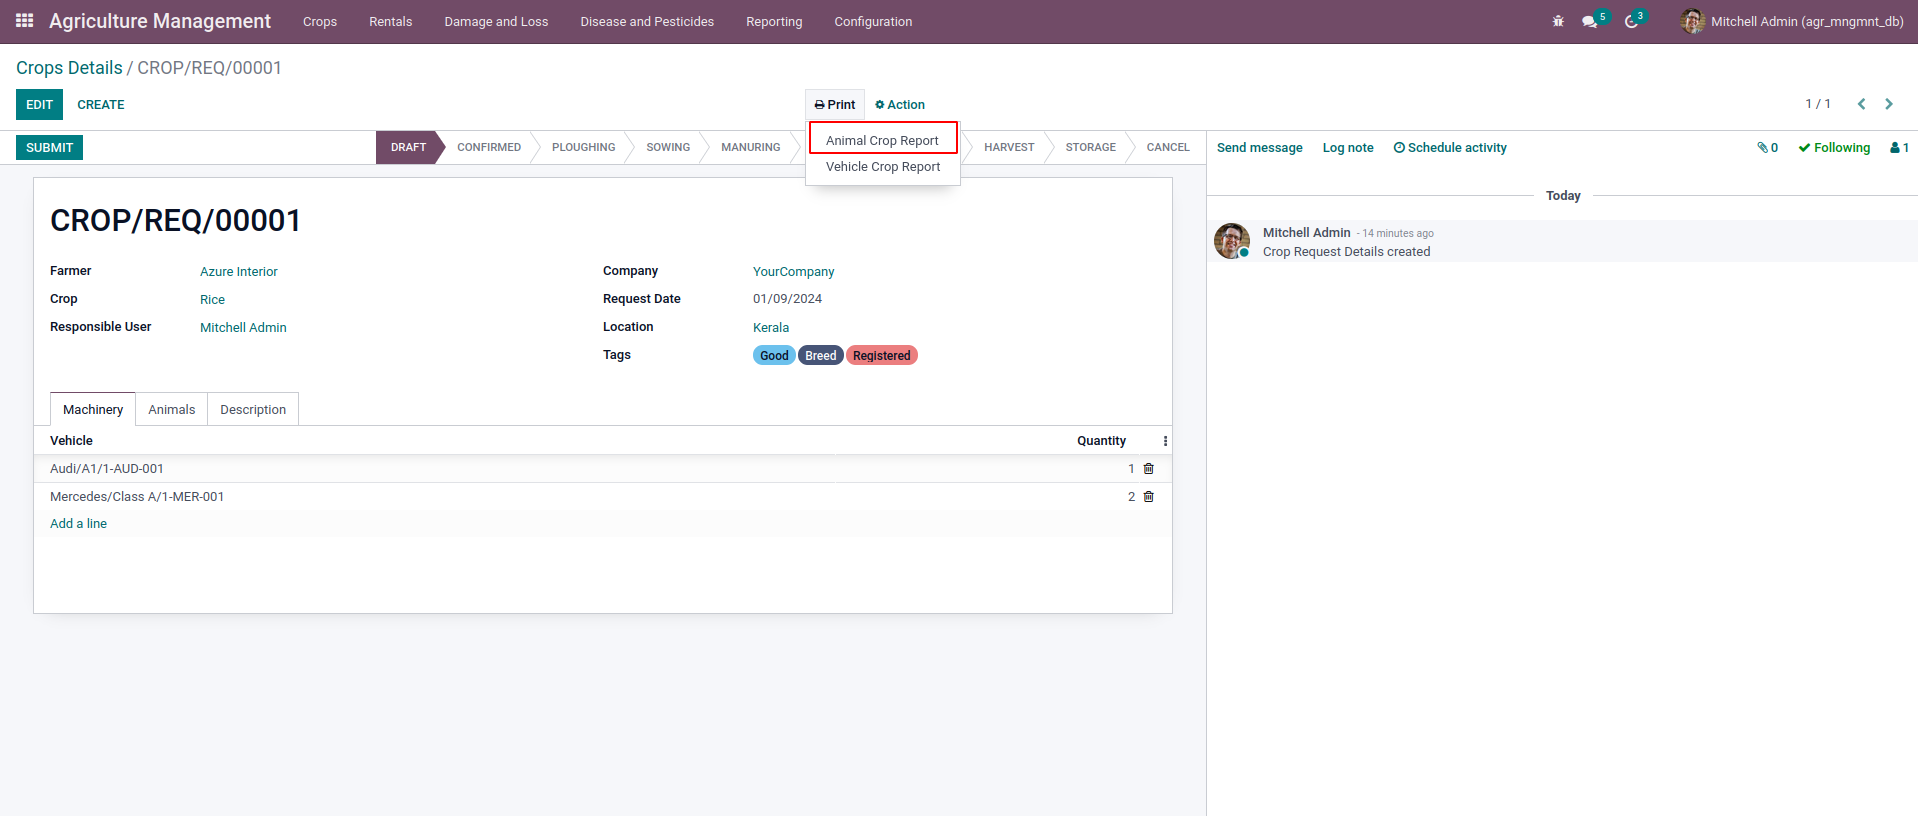 Agriculture Management Crops Rentals Damage and Loss Disease and Pesticides Reporting Configuration 5 3 Mitchell Admin (agr_mngmnt_db)
Crops Details / CROP/REQ/00001
EDIT CREATE Print Action 1 / 1
SUBMIT DRAFT CONFIRMED PLOUGHING SOWING MANURING HARVEST STORAGE CANCEL
Animal Crop Report
Vehicle Crop Report
Send message Log note Schedule activity 0 Following 1
Today
Mitchell Admin - 14 minutes ago
Crop Request Details created
CROP/REQ/00001
Farmer Azure Interior
Crop Rice
Responsible User Mitchell Admin
Company YourCompany
Request Date 01/09/2024
Location Kerala
Tags Good Breed Registered
Machinery Animals Description
Vehicle Quantity
Audi/A1/1-AUD-001 1
Mercedes/Class A/1-MER-001 2
Add a line